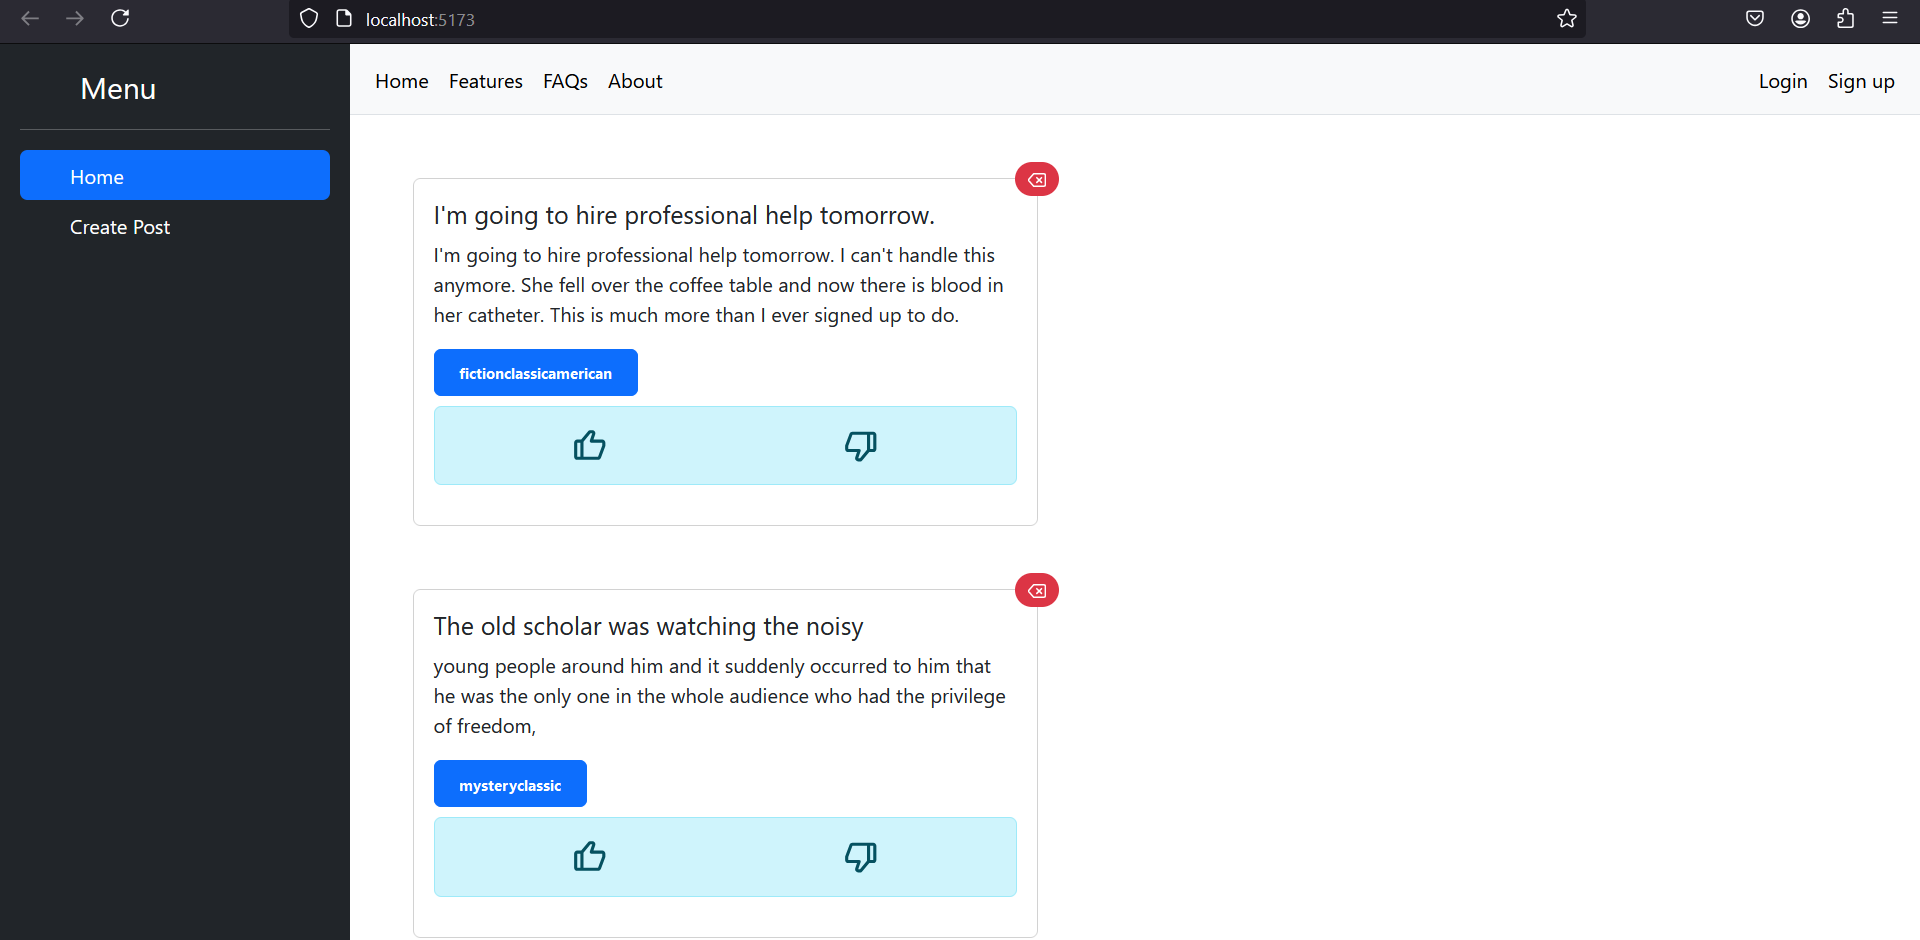 localhost:5173
Menu
Home
Create Post
Home Features FAQs About
Login Sign up
I'm going to hire professional help tomorrow.
I'm going to hire professional help tomorrow. I can't handle this
anymore. She fell over the coffee table and now there is blood in
her catheter. This is much more than I ever signed up to do.
fictionclassicamerican
The old scholar was watching the noisy
young people around him and it suddenly occurred to him that
he was the only one in the whole audience who had the privilege
of freedom,
mysteryclassic